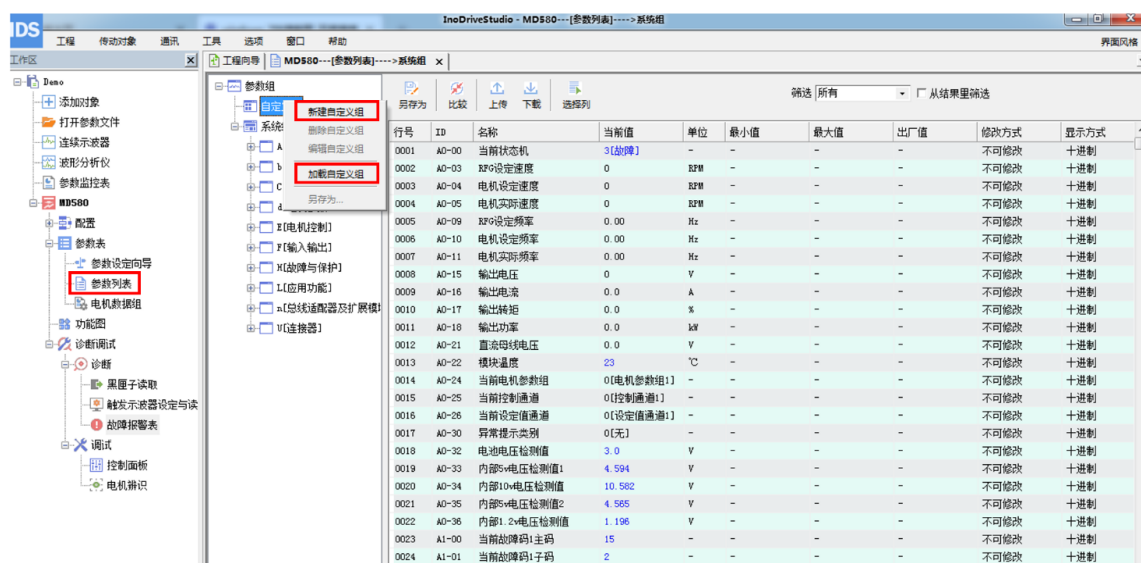 InoDriveStudio - MD580---[参数列表]---->系统组
IDS
工程 传动对象 通讯 工具 选项 窗口 帮助 界面风格
工作区
工程向导 MD580---[参数列表]---->系统组
Demo
添加对象
打开参数文件
连续示波器
波形分析仪
参数监控表
MD580
配置
参数表
参数设定向导
参数列表
电机数据组
功能图
诊断调试
诊断
黑匣子读取
触发示波器设定与读
故障报警表
调试
控制面板
电机辨识
参数组
自定
系统
A
b
C
d
E[电机控制]
F[输入输出]
H[故障与保护]
L[应用功能]
n[总线适配器及扩展模
U[连接器]
新建自定义组
删除自定义组
编辑自定义组
加载自定义组
另存为...
另存为 比较 上传 下载 选择列
筛选 所有 从结果里筛选
行号 ID 名称 当前值 单位 最小值 最大值 出厂值 修改方式 显示方式
0001 A0-00 当前状态机 3[故障] - - - - 不可修改 十进制
0002 A0-03 RFG设定速度 0 RPM - - - 不可修改 十进制
0003 A0-04 电机设定速度 0 RPM - - - 不可修改 十进制
0004 A0-05 电机实际速度 0 RPM - - - 不可修改 十进制
0005 A0-09 RFG设定频率 0.00 Hz - - - 不可修改 十进制
0006 A0-10 电机设定频率 0.00 Hz - - - 不可修改 十进制
0007 A0-11 电机实际频率 0.00 Hz - - - 不可修改 十进制
0008 A0-15 输出电压 0 V - - - 不可修改 十进制
0009 A0-16 输出电流 0.0 A - - - 不可修改 十进制
0010 A0-17 输出转矩 0.0 % - - - 不可修改 十进制
0011 A0-18 输出功率 0.0 kW - - - 不可修改 十进制
0012 A0-21 直流母线电压 0.0 V - - - 不可修改 十进制
0013 A0-22 模块温度 23 ℃ - - - 不可修改 十进制
0014 A0-24 当前电机参数组 0[电机参数组1] - - - - 不可修改 十进制
0015 A0-25 当前控制通道 0[控制通道1] - - - - 不可修改 十进制
0016 A0-26 当前设定值通道 0[设定值通道1] - - - - 不可修改 十进制
0017 A0-30 异常提示类别 0[无] - - - - 不可修改 十进制
0018 A0-32 电池电压检测值 3.0 V - - - 不可修改 十进制
0019 A0-33 内部5v电压检测值1 4.594 V - - - 不可修改 十进制
0020 A0-34 内部10v电压检测值 10.582 V - - - 不可修改 十进制
0021 A0-35 内部5v电压检测值2 4.565 V - - - 不可修改 十进制
0022 A0-36 内部1.2v电压检测值 1.196 V - - - 不可修改 十进制
0023 A1-00 当前故障码1主码 15 - - - - 不可修改 十进制
0024 A1-01 当前故障码1子码 2 - - - - 不可修改 十进制